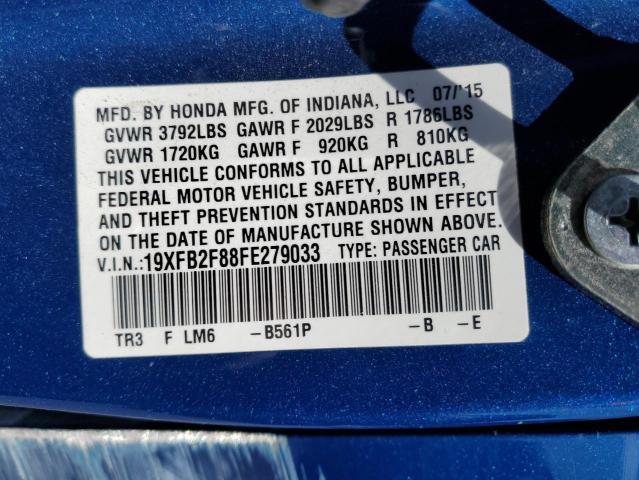 MFD. BY HONDA MFG. OF INDIANA, LLC 07/'15
GVWR 3792LBS GAWR F 2029LBS R 1786LBS
GVWR 1720KG GAWR F 920KG R 810KG
THIS VEHICLE CONFORMS TO ALL APPLICABLE
FEDERAL MOTOR VEHICLE SAFETY, BUMPER,
AND THEFT PREVENTION STANDARDS IN EFFECT
ON THE DATE OF MANUFACTURE SHOWN ABOVE.
V.I.N.:19XFB2F88FE279033 TYPE: PASSENGER CAR
TR3 F LM6 -B561P -B -E